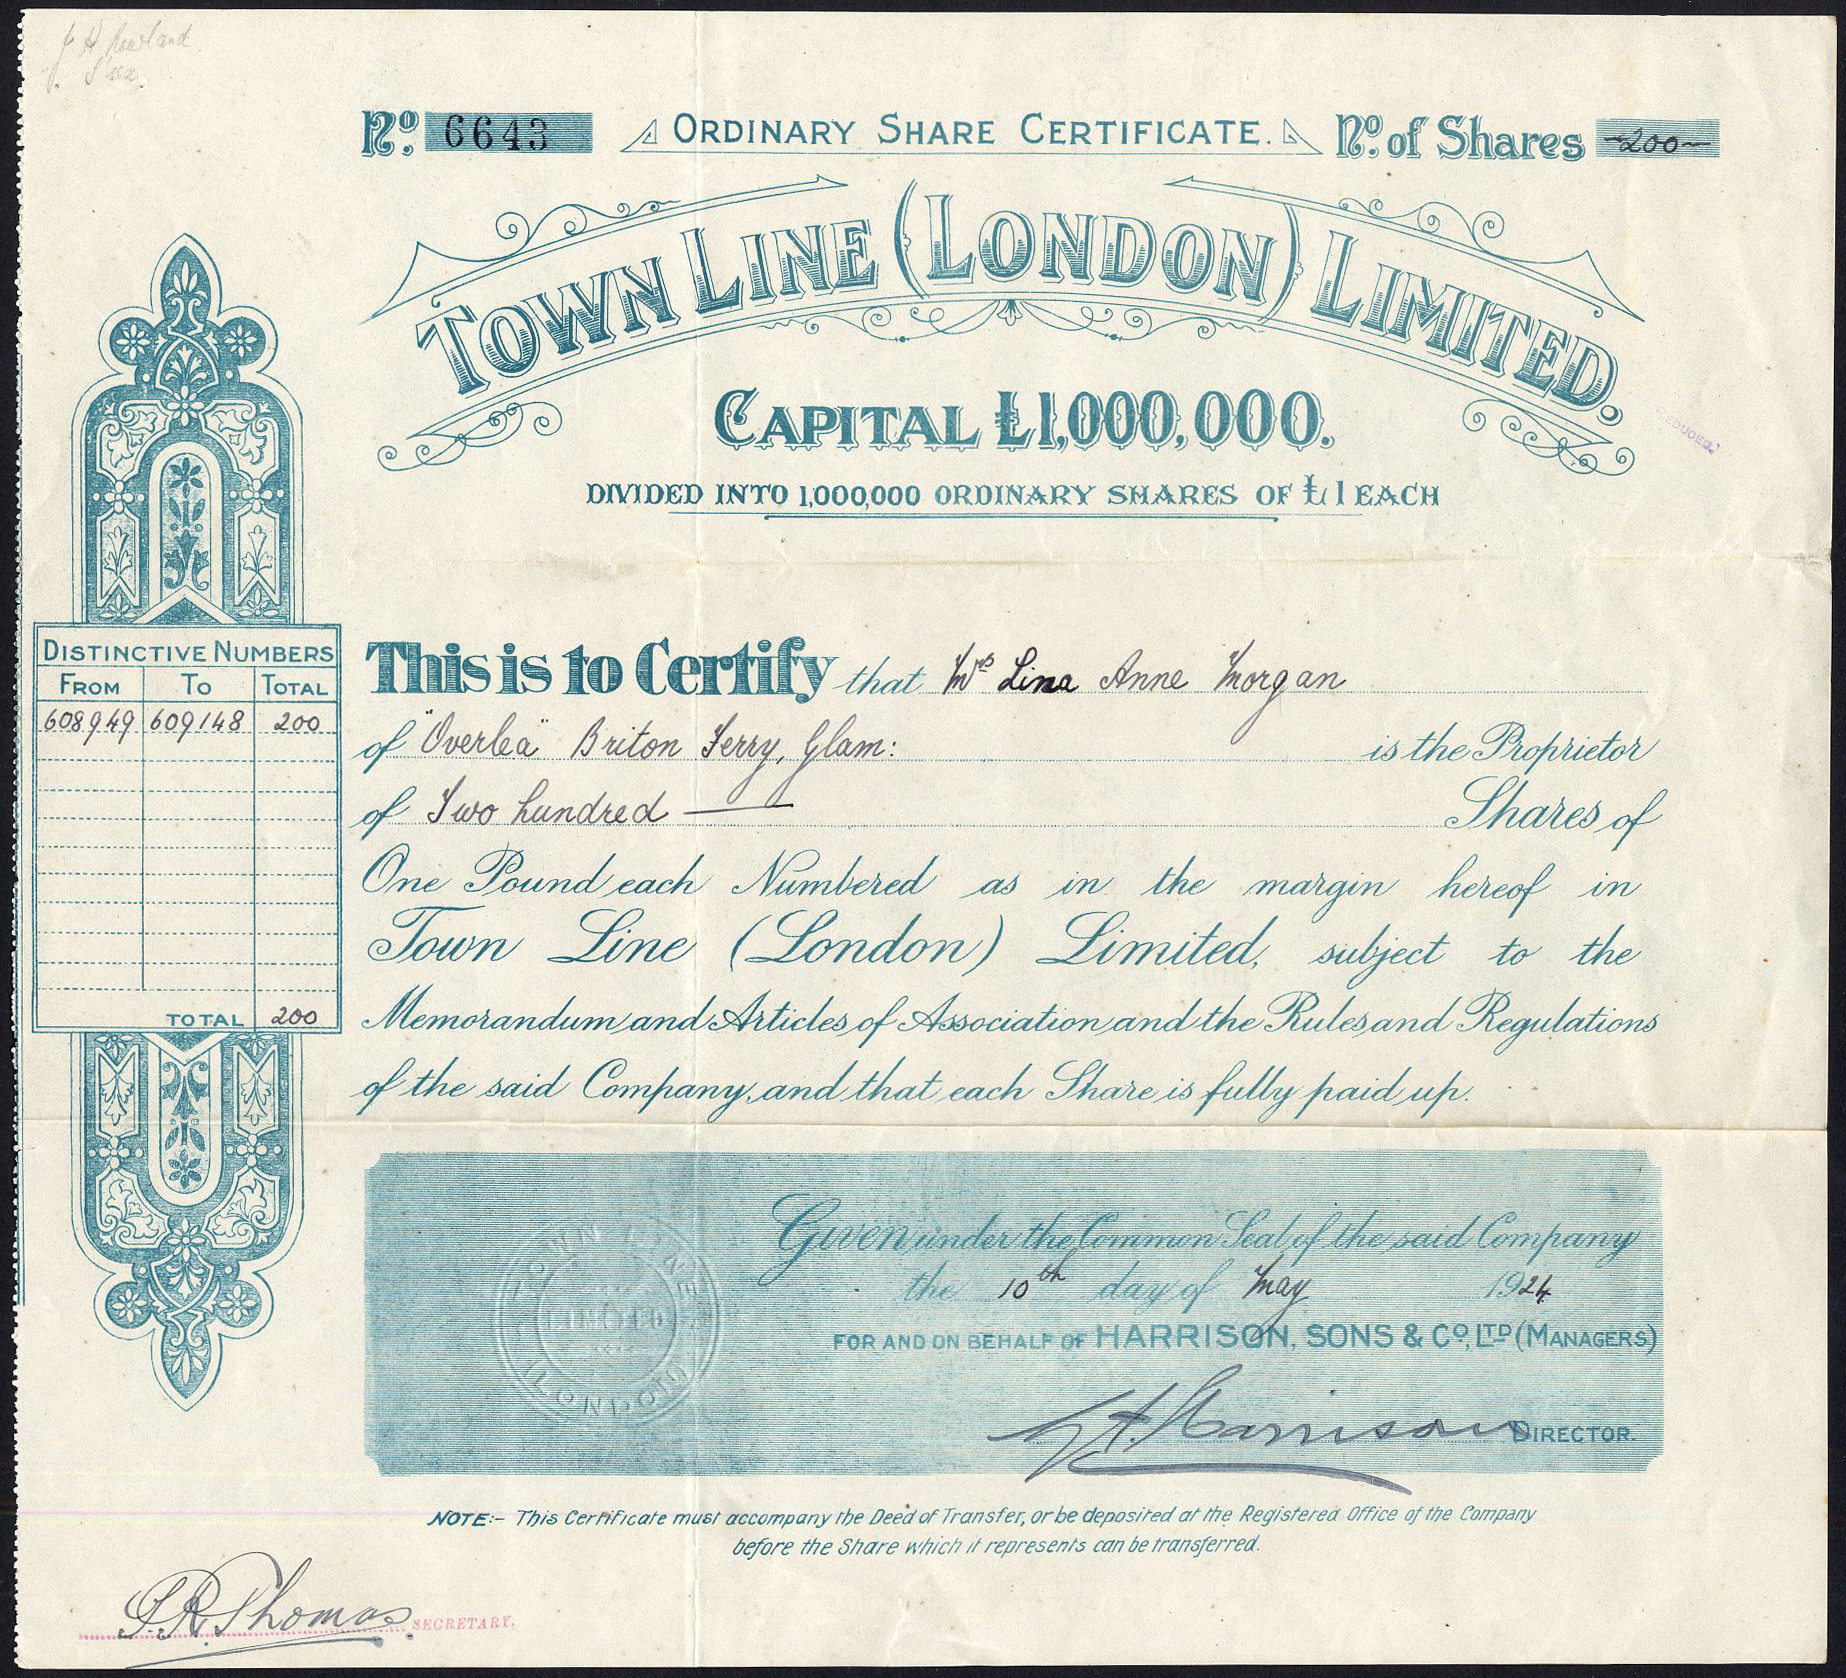 J H Rowland
S'sea.
No. 6643
ORDINARY SHARE CERTIFICATE.
No. of Shares 200
TOWN LINE (LONDON) LIMITED.
CAPITAL £1,000,000.
DIVIDED INTO 1,000,000 ORDINARY SHARES OF £1 EACH
DISTINCTIVE NUMBERS
FROM TO TOTAL
608949 609148 200
TOTAL 200
This is to Certify that Mrs Lina Anne Morgan
of "Overlea" Briton Ferry, Glam: is the Proprietor
of Two hundred — Shares of
One Pound each Numbered as in the margin hereof in
Town Line (London) Limited, subject to the
Memorandum and Articles of Association and the Rules and Regulations
of the said Company, and that each Share is fully paid up.
TOWN LINE
LIMITED
(LONDON)
Given under the Common Seal of the said Company
the 10th day of May 1924
FOR AND ON BEHALF OF HARRISON, SONS & CO., LTD (MANAGERS)
Harrison DIRECTOR.
NOTE:- This Certificate must accompany the Deed of Transfer, or be deposited at the Registered Office of the Company
before the Share which it represents can be transferred.
Thomas SECRETARY.